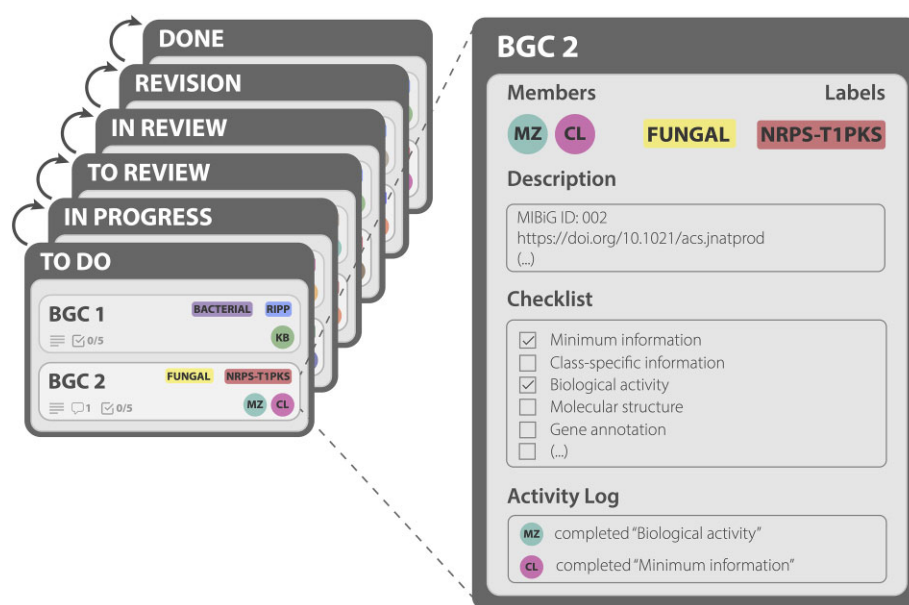 DONE
REVISION
IN REVIEW
TO REVIEW
IN PROGRESS
TO DO
BGC 1
BACTERIAL RIPP
0/5 KB
BGC 2
FUNGAL NRPS-T1PKS
1 0/5 MZ CL
BGC 2
Members Labels
MZ CL FUNGAL NRPS-T1PKS
Description
MIBiG ID: 002
https://doi.org/10.1021/acs.jnatprod
(...)
Checklist
Minimum information
Class-specific information
Biological activity
Molecular structure
Gene annotation
(...)
Activity Log
MZ completed “Biological activity”
CL completed “Minimum information”